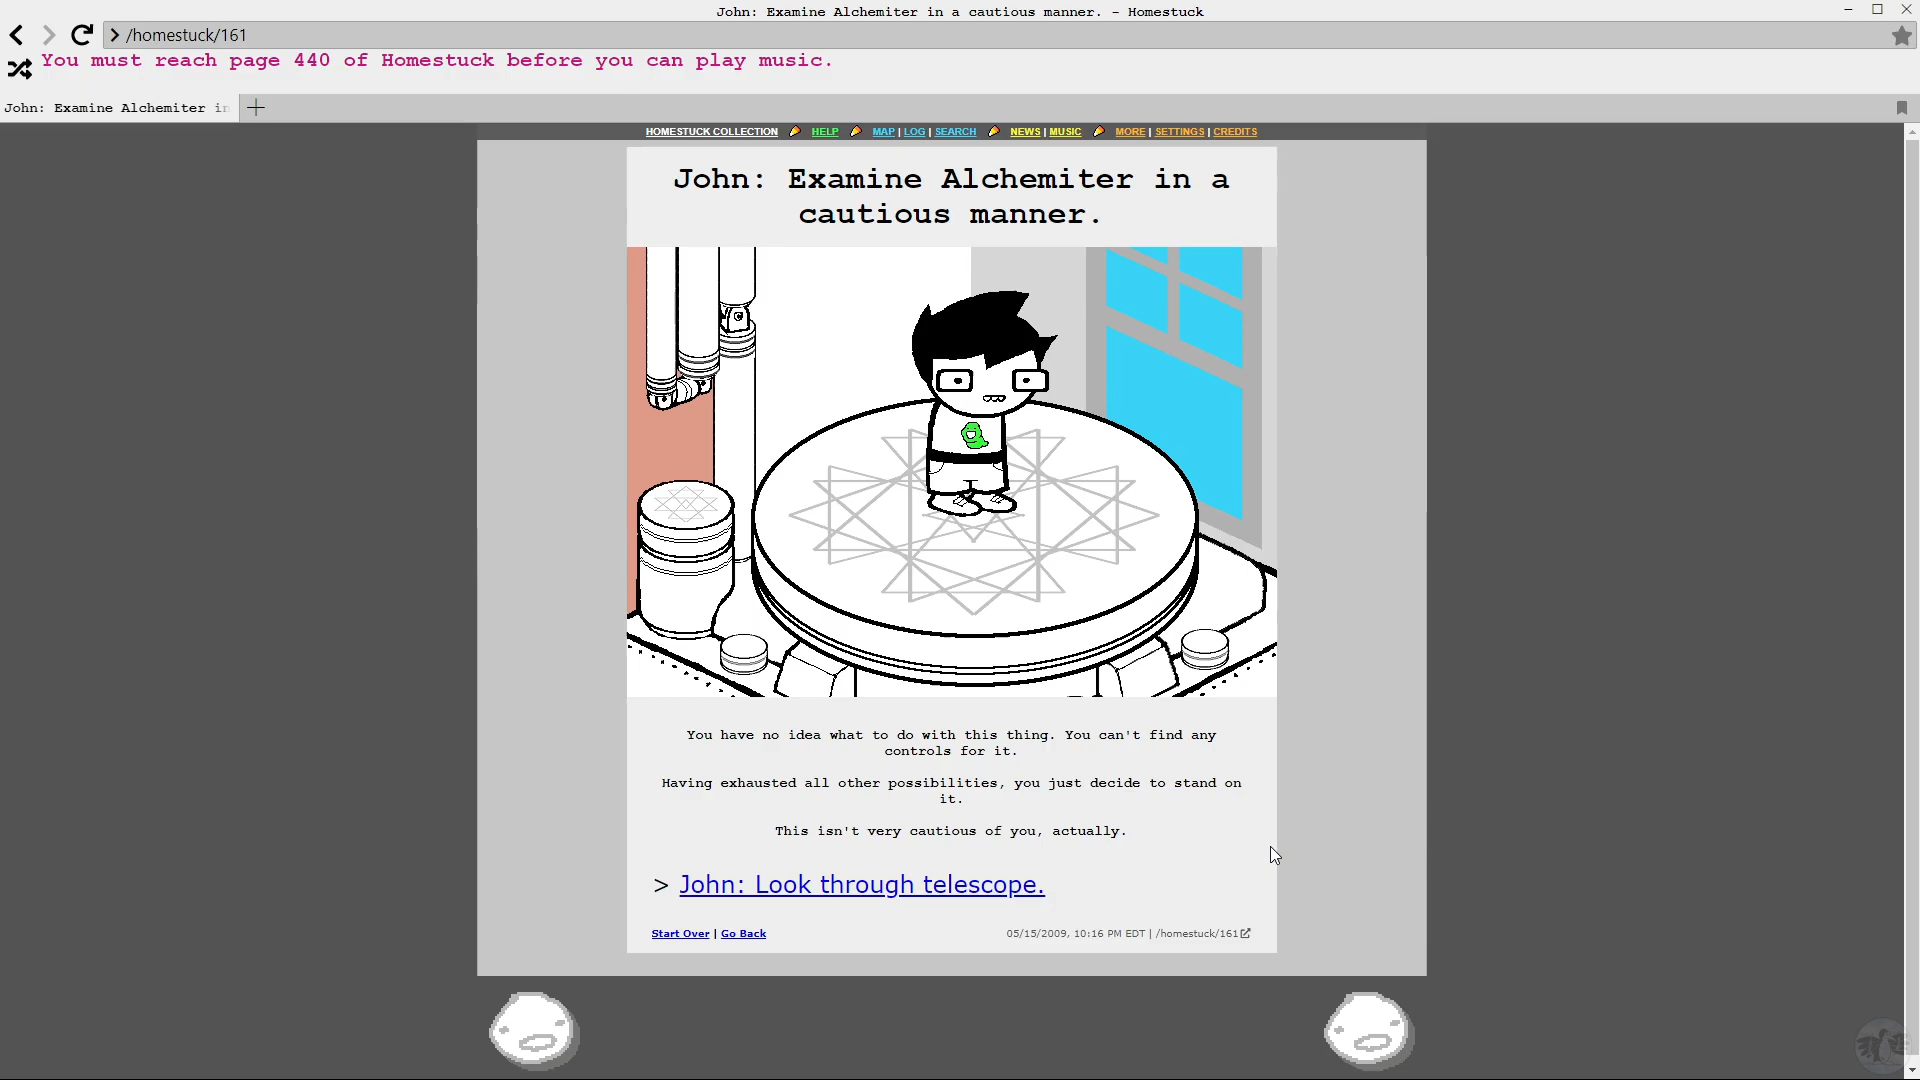 John: Examine Alchemiter in a cautious manner. - Homestuck
/homestuck/161
You must reach page 440 of Homestuck before you can play music.
John: Examine Alchemiter in
HOMESTUCK COLLECTION HELP MAP | LOG | SEARCH NEWS | MUSIC MORE | SETTINGS | CREDITS
John: Examine Alchemiter in a
cautious manner.
You have no idea what to do with this thing. You can't find any
controls for it.
Having exhausted all other possibilities, you just decide to stand on
it.
This isn't very cautious of you, actually.
> John: Look through telescope.
Start Over | Go Back
05/15/2009, 10:16 PM EDT | /homestuck/161